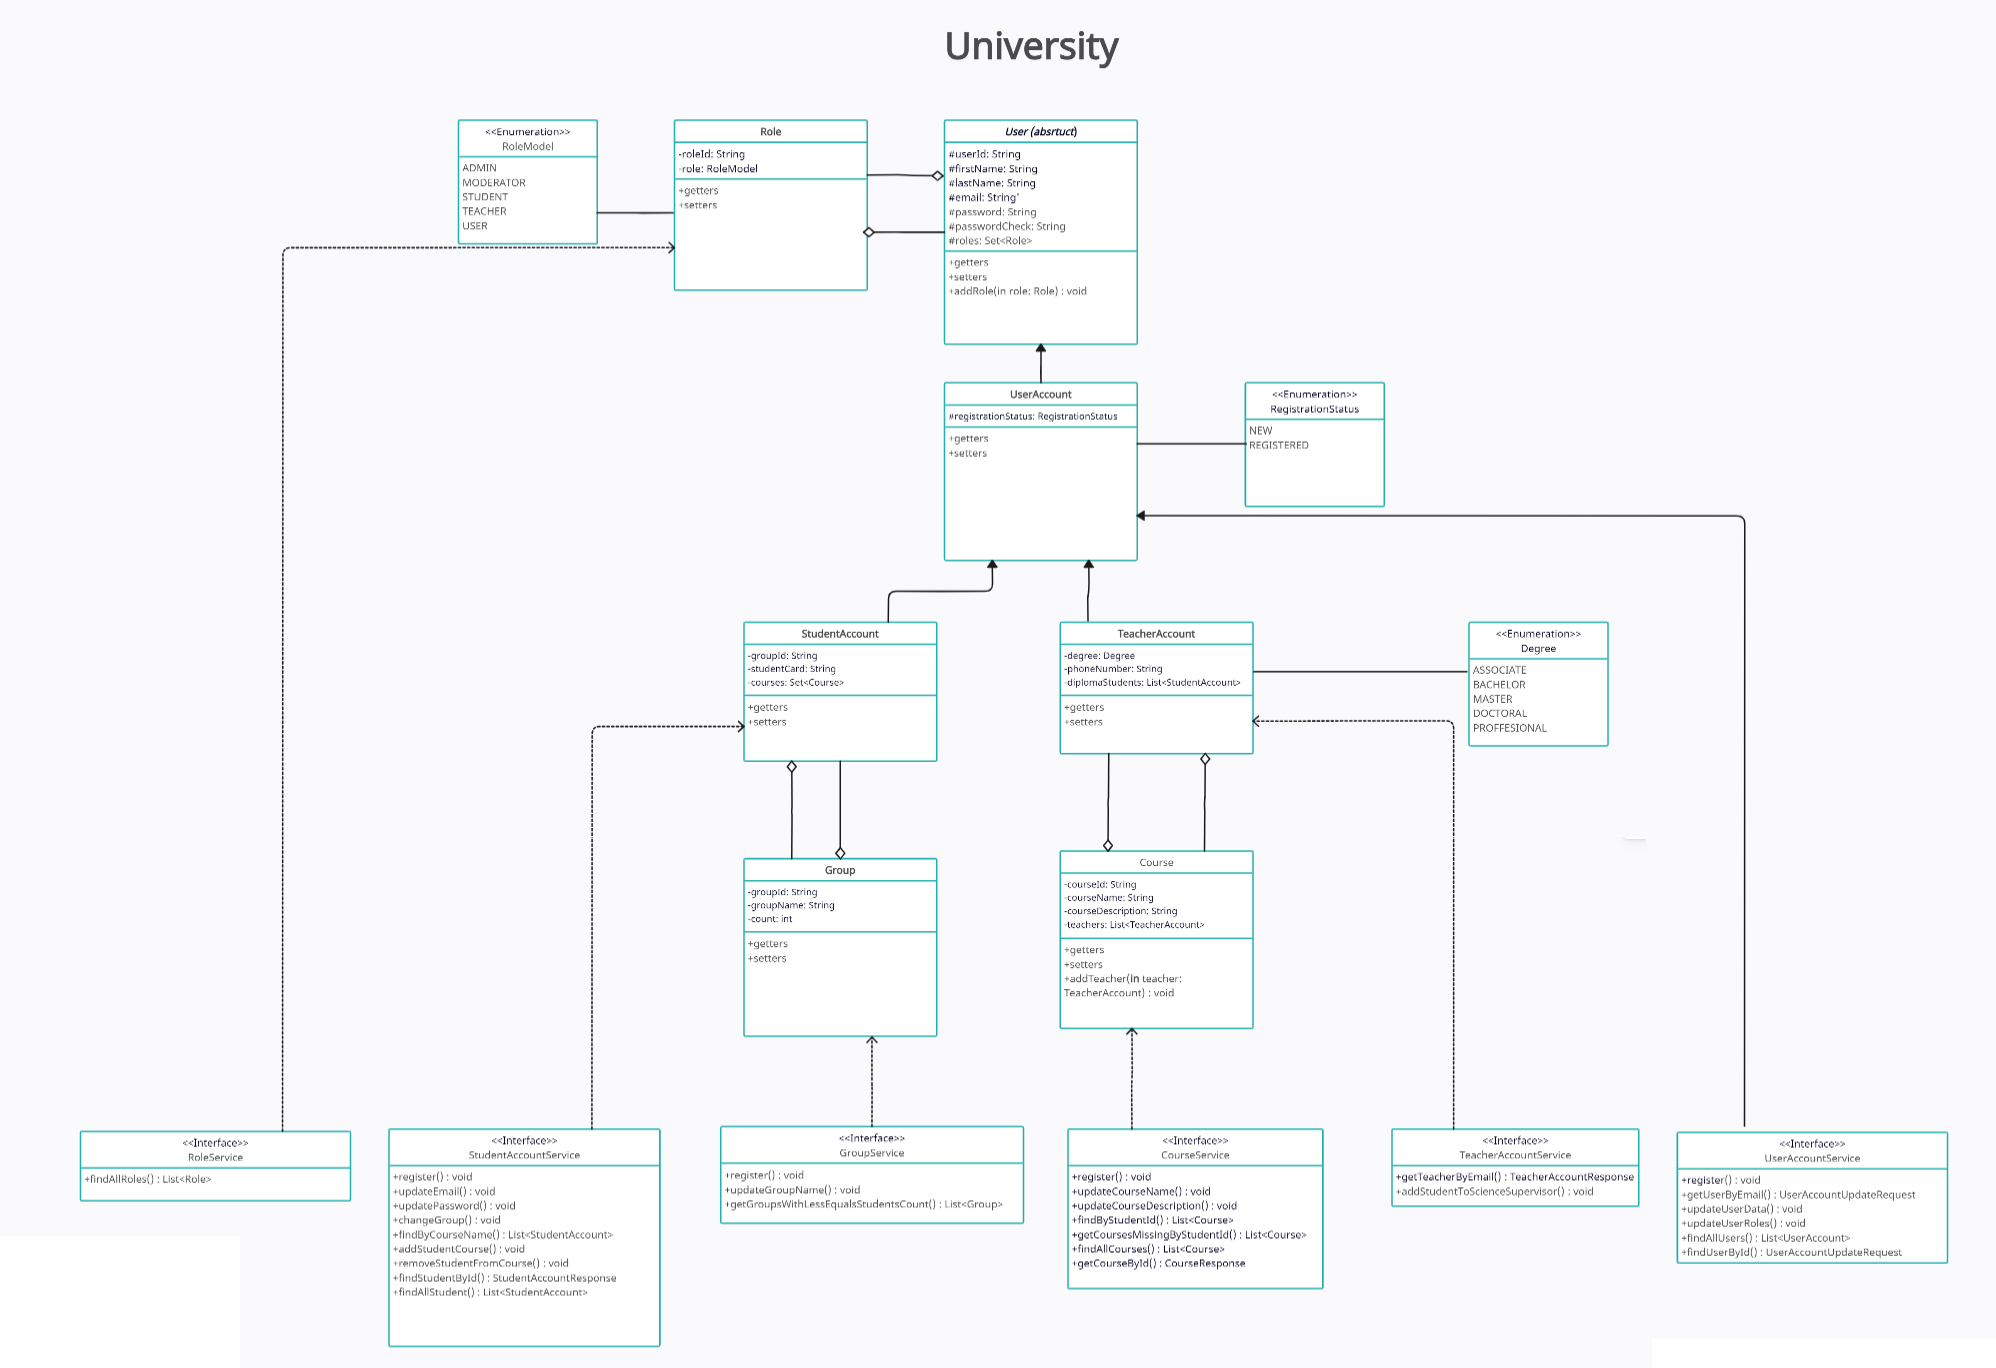 University
<<Enumeration>>
RoleModel
ADMIN
MODERATOR
STUDENT
TEACHER
USER
Role
-roleId: String
-role: RoleModel
+getters
+setters
User (absrtuct)
#userId: String
#firstName: String
#lastName: String
#email: String'
#password: String
#passwordCheck: String
#roles: Set<Role>
+getters
+setters
+addRole(in role: Role) : void
UserAccount
#registrationStatus: RegistrationStatus
+getters
+setters
<<Enumeration>>
RegistrationStatus
NEW
REGISTERED
StudentAccount
-groupId: String
-studentCard: String
-courses: Set<Course>
+getters
+setters
TeacherAccount
-degree: Degree
-phoneNumber: String
-diplomaStudents: List<StudentAccount>
+getters
+setters
<<Enumeration>>
Degree
ASSOCIATE
BACHELOR
MASTER
DOCTORAL
PROFFESIONAL
Group
-groupId: String
-groupName: String
-count: int
+getters
+setters
Course
-courseId: String
-courseName: String
-courseDescription: String
-teachers: List<TeacherAccount>
+getters
+setters
+addTeacher(in teacher:
TeacherAccount) : void
<<Interface>>
RoleService
+findAllRoles() : List<Role>
<<Interface>>
StudentAccountService
+register() : void
+updateEmail() : void
+updatePassword() : void
+changeGroup() : void
+findByCourseName() : List<StudentAccount>
+addStudentCourse() : void
+removeStudentFromCourse() : void
+findStudentById() : StudentAccountResponse
+findAllStudent() : List<StudentAccount>
<<Interface>>
GroupService
+register() : void
+updateGroupName() : void
+getGroupsWithLessEqualsStudentsCount() : List<Group>
<<Interface>>
CourseService
+register() : void
+updateCourseName() : void
+updateCourseDescription() : void
+findByStudentId() : List<Course>
+getCoursesMissingByStudentId() : List<Course>
+findAllCourses() : List<Course>
+getCourseById() : CourseResponse
<<Interface>>
TeacherAccountService
+getTeacherByEmail() : TeacherAccountResponse
+addStudentToScienceSupervisor() : void
<<Interface>>
UserAccountService
+register() : void
+getUserByEmail() : UserAccountUpdateRequest
+updateUserData() : void
+updateUserRoles() : void
+findAllUsers() : List<UserAccount>
+findUserById() : UserAccountUpdateRequest